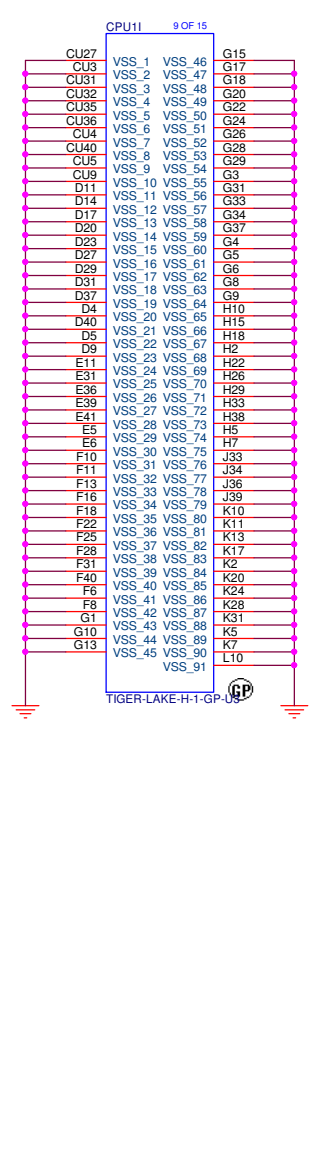 CPU1I 9 OF 15
CU27 VSS_1 VSS_46 G15
CU3 VSS_2 VSS_47 G17
CU31 VSS_3 VSS_48 G18
CU32 VSS_4 VSS_49 G20
CU35 VSS_5 VSS_50 G22
CU36 VSS_6 VSS_51 G24
CU4 VSS_7 VSS_52 G26
CU40 VSS_8 VSS_53 G28
CU5 VSS_9 VSS_54 G29
CU9 VSS_10 VSS_55 G3
D11 VSS_11 VSS_56 G31
D14 VSS_12 VSS_57 G33
D17 VSS_13 VSS_58 G34
D20 VSS_14 VSS_59 G37
D23 VSS_15 VSS_60 G4
D27 VSS_16 VSS_61 G5
D29 VSS_17 VSS_62 G6
D31 VSS_18 VSS_63 G8
D37 VSS_19 VSS_64 G9
D4 VSS_20 VSS_65 H10
D40 VSS_21 VSS_66 H15
D5 VSS_22 VSS_67 H18
D9 VSS_23 VSS_68 H2
E11 VSS_24 VSS_69 H22
E31 VSS_25 VSS_70 H26
E36 VSS_26 VSS_71 H29
E39 VSS_27 VSS_72 H33
E41 VSS_28 VSS_73 H38
E5 VSS_29 VSS_74 H5
E6 VSS_30 VSS_75 H7
F10 VSS_31 VSS_76 J33
F11 VSS_32 VSS_77 J34
F13 VSS_33 VSS_78 J36
F16 VSS_34 VSS_79 J39
F18 VSS_35 VSS_80 K10
F22 VSS_36 VSS_81 K11
F25 VSS_37 VSS_82 K13
F28 VSS_38 VSS_83 K17
F31 VSS_39 VSS_84 K2
F40 VSS_40 VSS_85 K20
F6 VSS_41 VSS_86 K24
F8 VSS_42 VSS_87 K28
G1 VSS_43 VSS_88 K31
G10 VSS_44 VSS_89 K5
G13 VSS_45 VSS_90 K7
VSS_91 L10
GP
TIGER-LAKE-H-1-GP-U3